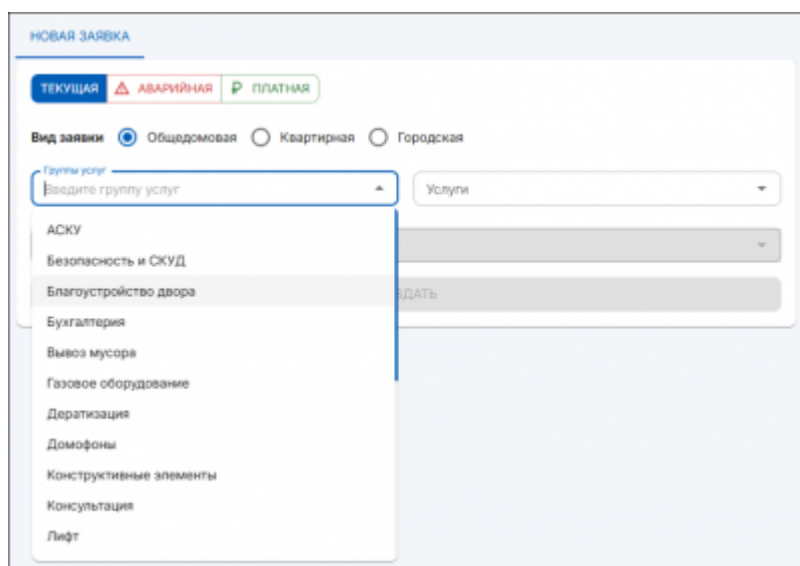 НОВАЯ ЗАЯВКА
ТЕКУЩАЯ АВАРИЙНАЯ ₽ ПЛАТНАЯ
Вид заявки Общедомовая Квартирная Городская
Группы услуг
Введите группу услуг Услуги
АСКУ
Безопасность и СКУД
Благоустройство двора
ЗДАТЬ
Бухгалтерия
Вывоз мусора
Газовое оборудование
Дератизация
Домофоны
Конструктивные элементы
Консультация
Лифт